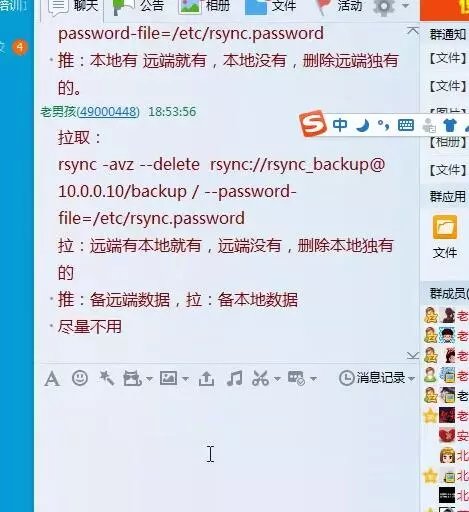 培训1
聊天 公告 相册 文件 活动
4
password-file=/etc/rsync.password
推：本地有 远端就有，本地没有，删除远端独有
的。
老男孩(49000448) 18:53:56
拉取：
rsync -avz --delete rsync://rsync_backup@
10.0.0.10/backup / --password-
file=/etc/rsync.password
拉：远端有本地就有，远端没有，删除本地独有
的
推：备远端数据，拉：备本地数据
尽量不用
消息记录
S 中
群通知
【文件】
【文件】
【相册】
【文件】
群应用
文件
群成员(
老
老
老
老
老
老
老
安
北
北
北